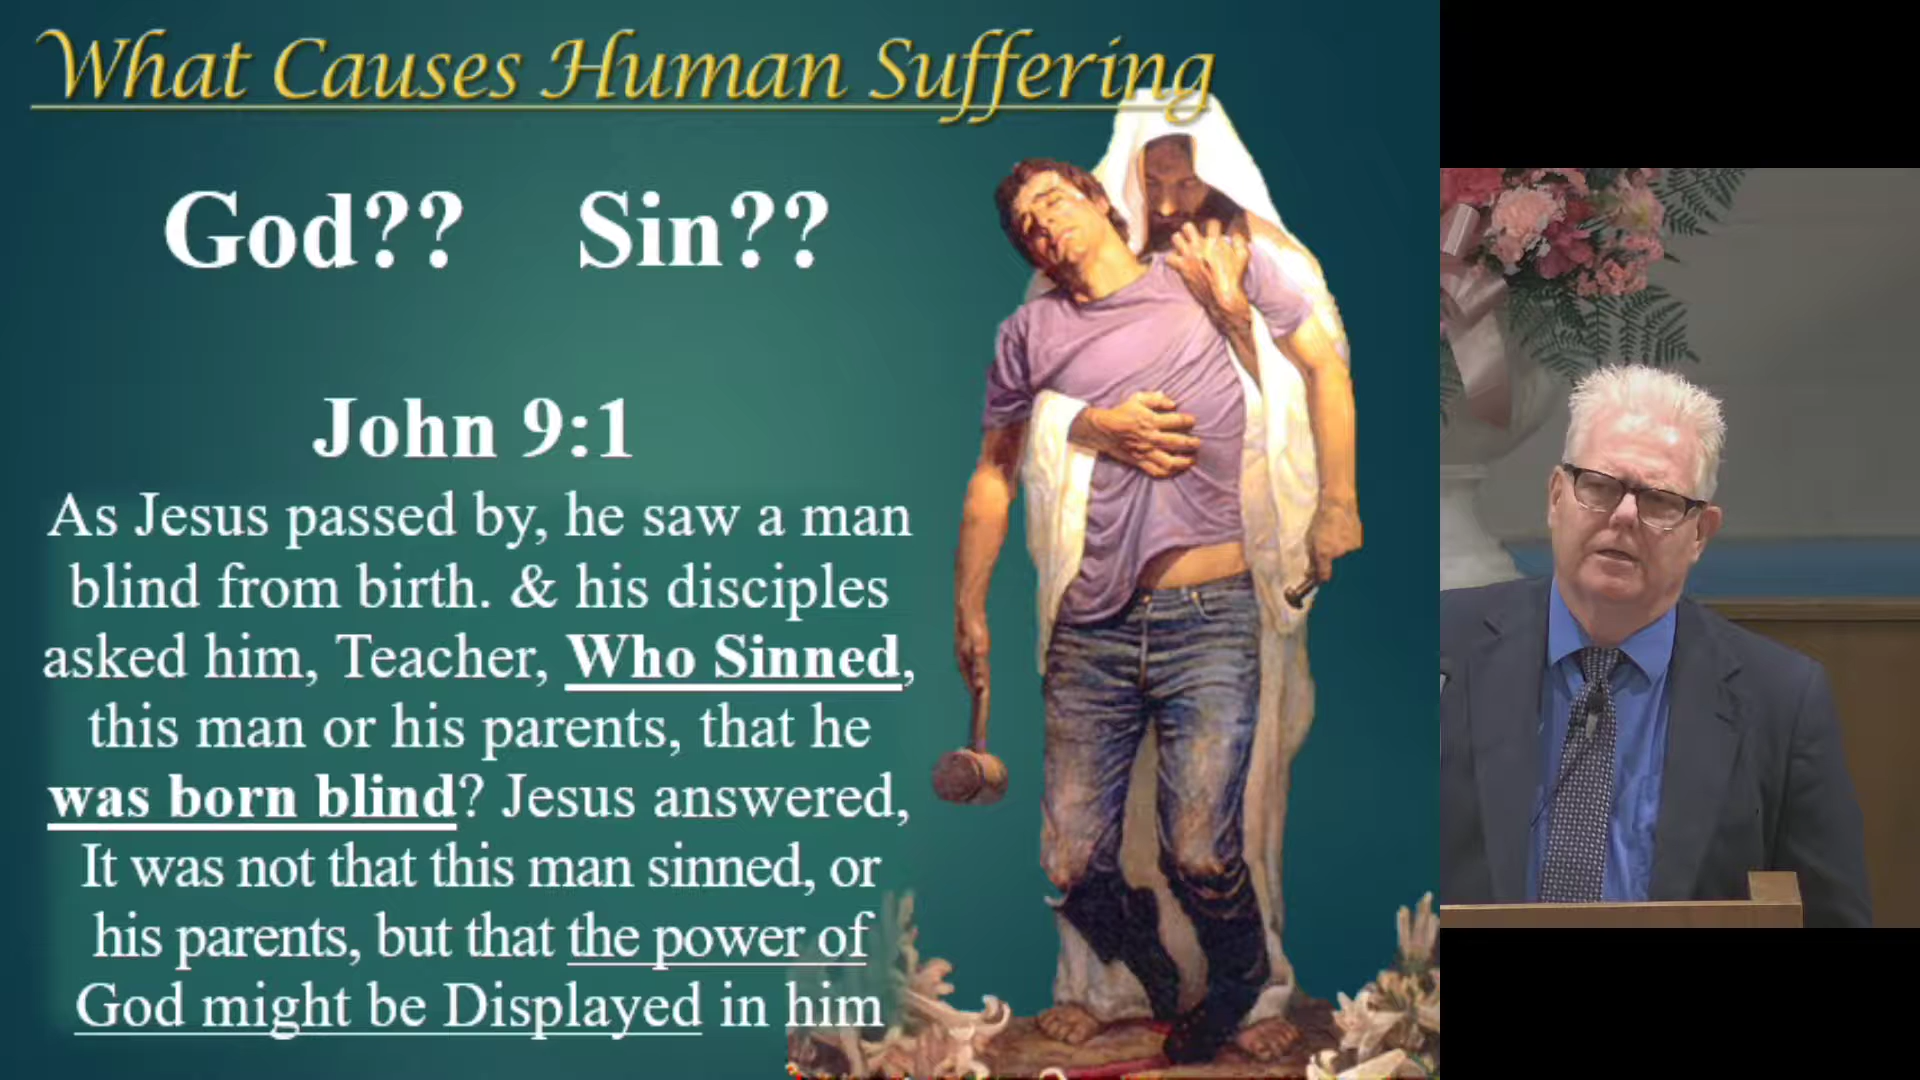 What Causes Human Suffering
God?? Sin??
John 9:1
As Jesus passed by, he saw a man
blind from birth. & his disciples
asked him, Teacher, Who Sinned,
this man or his parents, that he
was born blind? Jesus answered,
It was not that this man sinned, or
his parents, but that the power of
God might be Displayed in him